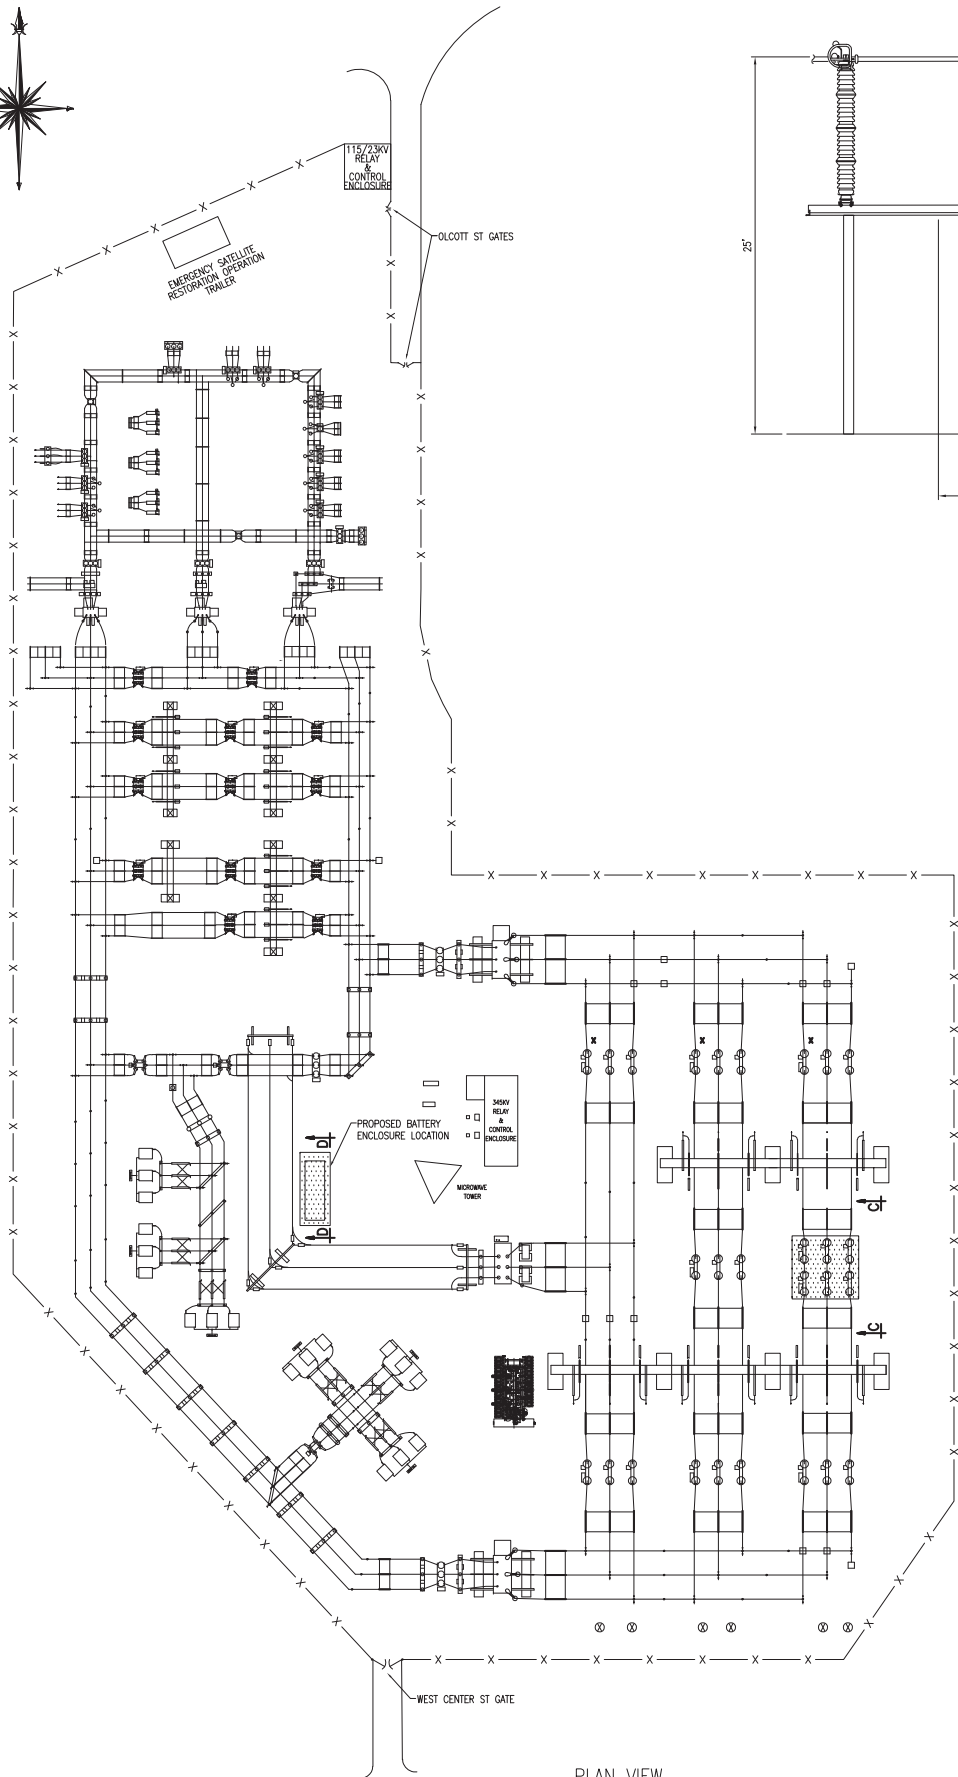 115/23KV
RELAY
&
CONTROL
ENCLOSURE
OLCOTT ST GATES
EMERGENCY SATELLITE
RESTORATION OPERATION
TRAILER
25'
PROPOSED BATTERY
ENCLOSURE LOCATION
D
D
345KV
RELAY
&
CONTROL
ENCLOSURE
MICROWAVE
TOWER
C
C
WEST CENTER ST GATE
PLAN VIEW